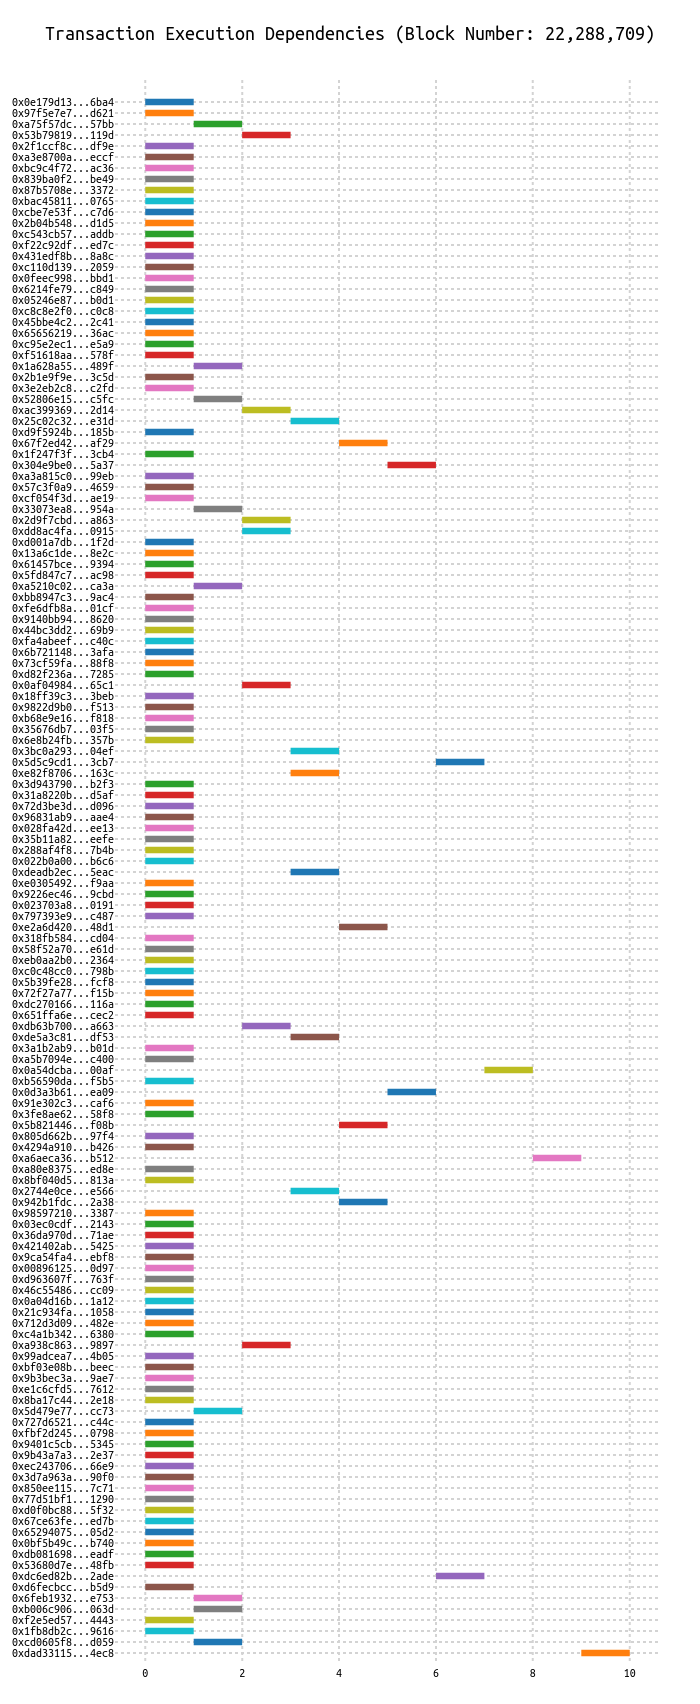 Transaction Execution Dependencies (Block Number: 22,288,709)
0x0e179d13...6ba4
0x97f5e7e7...d621
0xa75f57dc...57bb
0x53b79819...119d
0x2f1ccf8c...df9e
0xa3e8700a...eccf
0xbc9c4f72...ac36
0x839ba0f2...be49
0x87b5708e...3372
0xbac45811...0765
0xcbe7e53f...c7d6
0x2b04b548...d1d5
0xc543cb57...addb
0xf22c92df...ed7c
0x431edf8b...8a8c
0xc110d139...2059
0x0feec998...bbd1
0x6214fe79...c849
0x05246e87...b0d1
0xc8c8e2f0...c0c8
0x45bbe4c2...2c41
0x65656219...36ac
0xc95e2ec1...e5a9
0xf51618aa...578f
0x1a628a55...489f
0x2b1e9f9e...3c5d
0x3e2eb2c8...c2fd
0x52806e15...c5fc
0xac399369...2d14
0x25c02c32...e31d
0xd9f5924b...185b
0x67f2ed42...af29
0x1f247f3f...3cb4
0x304e9be0...5a37
0xa3a815c0...99eb
0x57c3f0a9...4659
0xcf054f3d...ae19
0x33073ea8...954a
0x2d9f7cbd...a863
0xdd8ac4fa...0915
0xd001a7db...1f2d
0x13a6c1de...8e2c
0x61457bce...9394
0x5fd847c7...ac98
0xa5210c02...ca3a
0xbb8947c3...9ac4
0xfe6dfb8a...01cf
0x9140bb94...8620
0x44bc3dd2...69b9
0xfa4abeef...c40c
0x6b721148...3afa
0x73cf59fa...88f8
0xd82f236a...7285
0x0af04984...65c1
0x18ff39c3...3beb
0x9822d9b0...f513
0xb68e9e16...f818
0x35676db7...03f5
0x6e8b24fb...357b
0x3bc0a293...04ef
0x5d5c9cd1...3cb7
0xe82f8706...163c
0x3d943790...b2f3
0x31a8220b...d5af
0x72d3be3d...d096
0x96831ab9...aae4
0x028fa42d...ee13
0x35b11a82...eefe
0x288af4f8...7b4b
0x022b0a00...b6c6
0xdeadb2ec...5eac
0xe0305492...f9aa
0x9226ec46...9cbd
0x023703a8...0191
0x797393e9...c487
0xe2a6d420...48d1
0x318fb584...cd04
0x58f52a70...e61d
0xeb0aa2b0...2364
0xc0c48cc0...798b
0x5b39fe28...fcf8
0x72f27a77...f15b
0xdc270166...116a
0x651ffa6e...cec2
0xdb63b700...a663
0xde5a3c81...df53
0x3a1b2ab9...b01d
0xa5b7094e...c400
0x0a54dcba...00af
0xb56590da...f5b5
0x0d3a3b61...ea09
0x91e302c3...caf6
0x3fe8ae62...58f8
0x5b821446...f08b
0x805d662b...97f4
0x4294a910...b426
0xa6aeca36...b512
0xa80e8375...ed8e
0x8bf040d5...813a
0x2744e0ce...e566
0x942b1fdc...2a38
0x98597210...3387
0x03ec0cdf...2143
0x36da970d...71ae
0x421402ab...5425
0x9ca54fa4...ebf8
0x00896125...0d97
0xd963607f...763f
0x46c55486...cc09
0x0a04d16b...1a12
0x21c934fa...1058
0x712d3d09...482e
0xc4a1b342...6380
0xa938c863...9897
0x99adcea7...4b05
0xbf03e08b...beec
0x9b3bec3a...9ae7
0xe1c6cfd5...7612
0x8ba17c44...2e18
0x5d479e77...cc73
0x727d6521...c44c
0xfbf2d245...0798
0x9401c5cb...5345
0x9b43a7a3...2e37
0xec243706...66e9
0x3d7a963a...90f0
0x850ee115...7c71
0x77d51bf1...1290
0xd0f0bc88...5f32
0x67ce63fe...ed7b
0x65294075...05d2
0x0bf5b49c...b740
0xdb081698...eadf
0x53680d7e...48fb
0xdc6ed82b...2ade
0xd6fecbcc...b5d9
0x6feb1932...e753
0xb006c906...063d
0xf2e5ed57...4443
0x1fb8db2c...9616
0xcd0605f8...d059
0xdad33115...4ec8
0 2 4 6 8 10